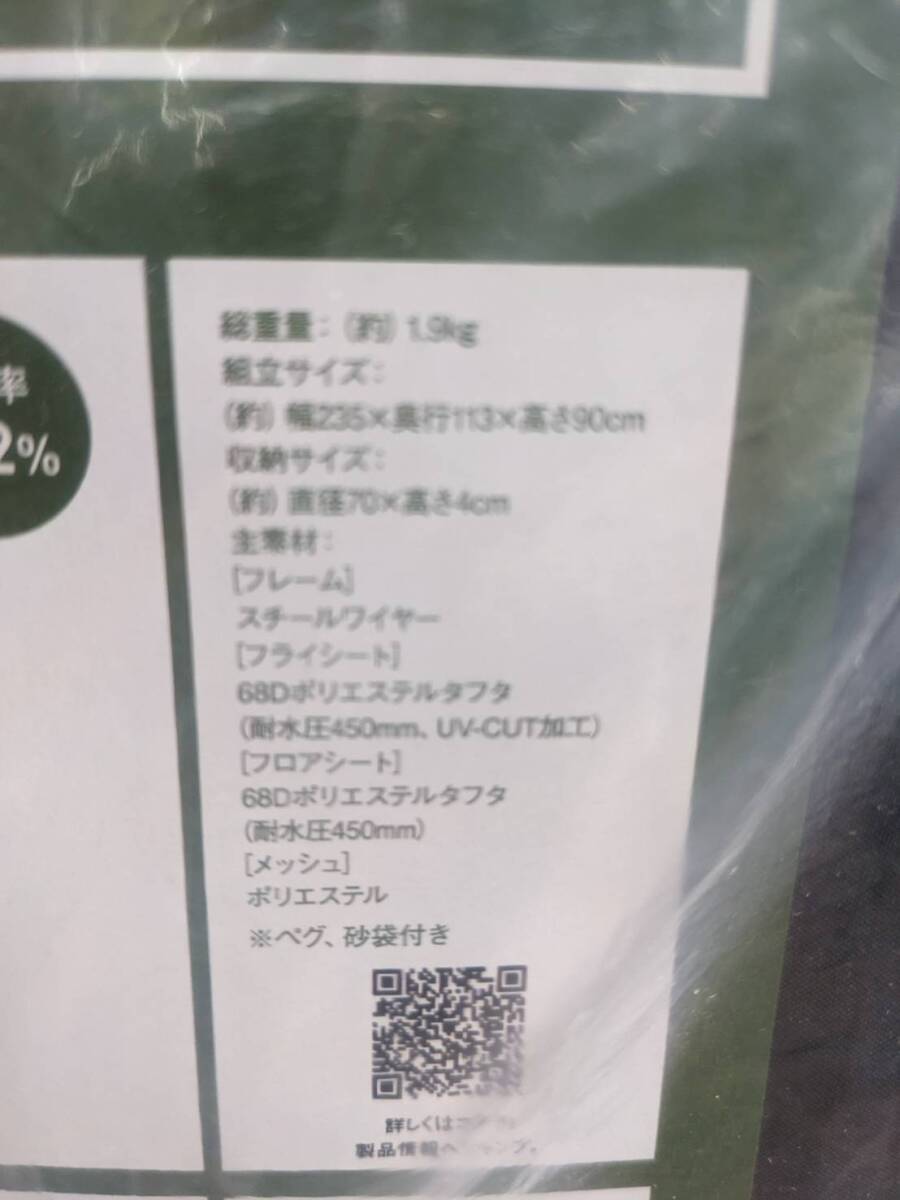 率
2%
総重量：（約）1.9kg
組立サイズ：
（約）幅235×奥行113×高さ90cm
収納サイズ：
（約）直径70×高さ4cm
主素材：
[フレーム]
スチールワイヤー
[フライシート]
68Dポリエステルタフタ
（耐水圧450mm、UV-CUT加工）
[フロアシート]
68Dポリエステルタフタ
（耐水圧450mm）
[メッシュ]
ポリエステル
※ペグ、砂袋付き
詳しくは
製品情報へ